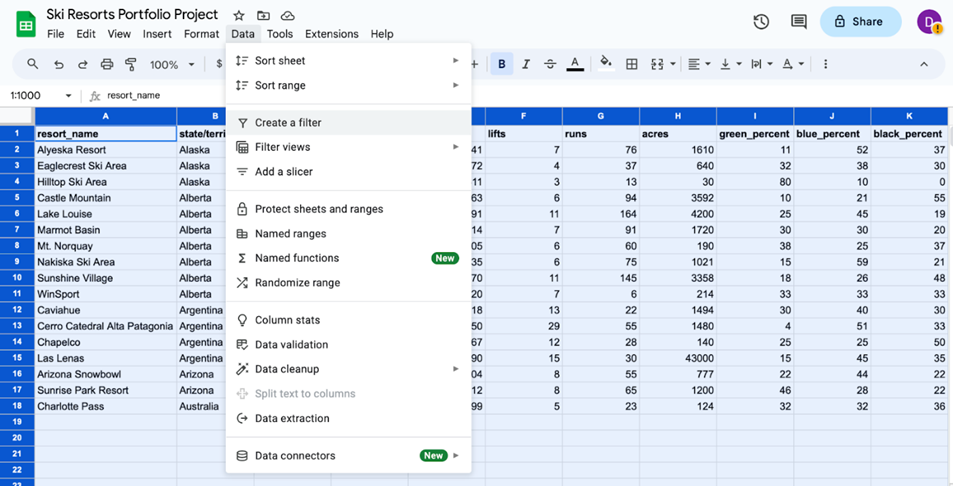 Ski Resorts Portfolio Project
File Edit View Insert Format Data Tools Extensions Help
Share
D
100% $ B I A
1:1000 fx resort_name
Sort sheet
Sort range
Create a filter
Filter views
Add a slicer
Protect sheets and ranges
Named ranges
Named functions New
Randomize range
Column stats
Data validation
Data cleanup
Split text to columns
Data extraction
Data connectors New
A B F G H I J K
1 resort_name state/terri lifts runs acres green_percent blue_percent black_percent
2 Alyeska Resort Alaska 41 7 76 1610 11 52 37
3 Eaglecrest Ski Area Alaska 72 4 37 640 32 38 30
4 Hilltop Ski Area Alaska 11 3 13 30 80 10 0
5 Castle Mountain Alberta 63 6 94 3592 10 21 55
6 Lake Louise Alberta 91 11 164 4200 25 45 19
7 Marmot Basin Alberta 14 7 91 1720 30 30 20
8 Mt. Norquay Alberta 05 6 60 190 38 25 37
9 Nakiska Ski Area Alberta 35 6 75 1021 15 59 21
10 Sunshine Village Alberta 70 11 145 3358 18 26 48
11 WinSport Alberta 20 7 6 214 33 33 33
12 Caviahue Argentina 18 13 22 1494 30 40 30
13 Cerro Catedral Alta Patagonia Argentina 50 29 55 1480 4 51 33
14 Chapelco Argentina 67 12 28 140 25 25 50
15 Las Lenas Argentina 90 15 30 43000 15 45 35
16 Arizona Snowbowl Arizona 04 8 55 777 22 44 22
17 Sunrise Park Resort Arizona 12 8 65 1200 46 28 22
18 Charlotte Pass Australia 99 5 23 124 32 32 36
19
20
21
22
23